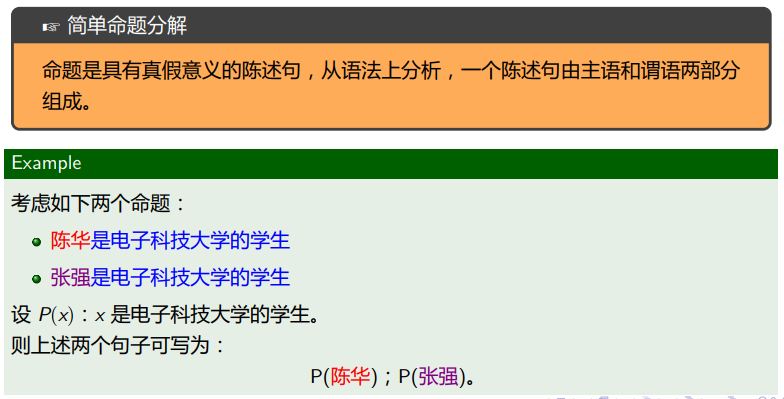 ☞ 简单命题分解
命题是具有真假意义的陈述句，从语法上分析，一个陈述句由主语和谓语两部分
组成。
Example
考虑如下两个命题：
陈华是电子科技大学的学生
张强是电子科技大学的学生
设 P(x)：x 是电子科技大学的学生。
则上述两个句子可写为：
P(陈华)；P(张强)。